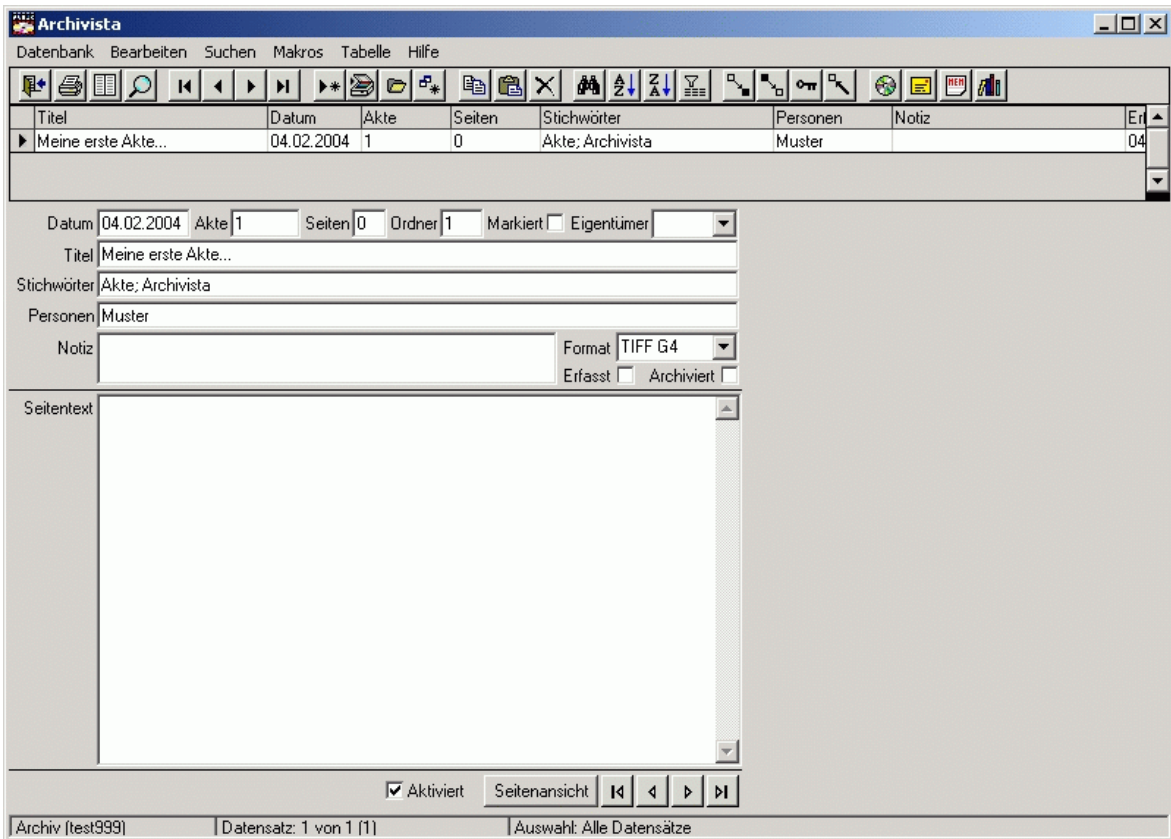 Archivista
Datenbank Bearbeiten Suchen Makros Tabelle Hilfe
Titel Datum Akte Seiten Stichwörter Personen Notiz Erf
Meine erste Akte... 04.02.2004 1 0 Akte; Archivista Muster 04
Datum 04.02.2004 Akte 1 Seiten 0 Ordner 1 Markiert Eigentümer
Titel Meine erste Akte...
Stichwörter Akte; Archivista
Personen Muster
Notiz Format TIFF G4
Erfasst Archiviert
Seitentext
Aktiviert Seitenansicht
Archiv (test999) Datensatz: 1 von 1 (1) Auswahl: Alle Datensätze